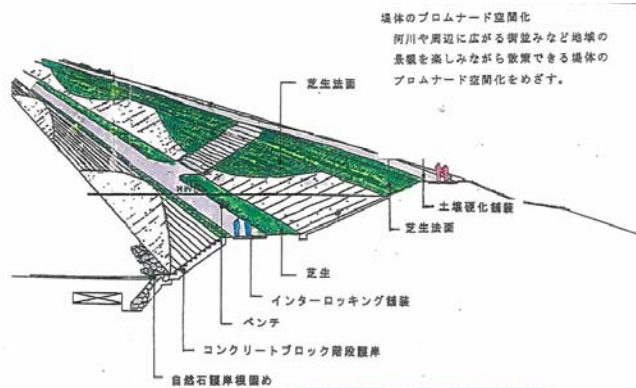 堤体のプロムナード空間化
河川や周辺に広がる街並みなど地域の
景観を楽しみながら散策できる堤体の
プロムナード空間化をめざす。
芝生法面
土壌硬化舗装
芝生法面
芝生
インターロッキング舗装
ベンチ
コンクリートブロック階段護岸
自然石護岸根固め